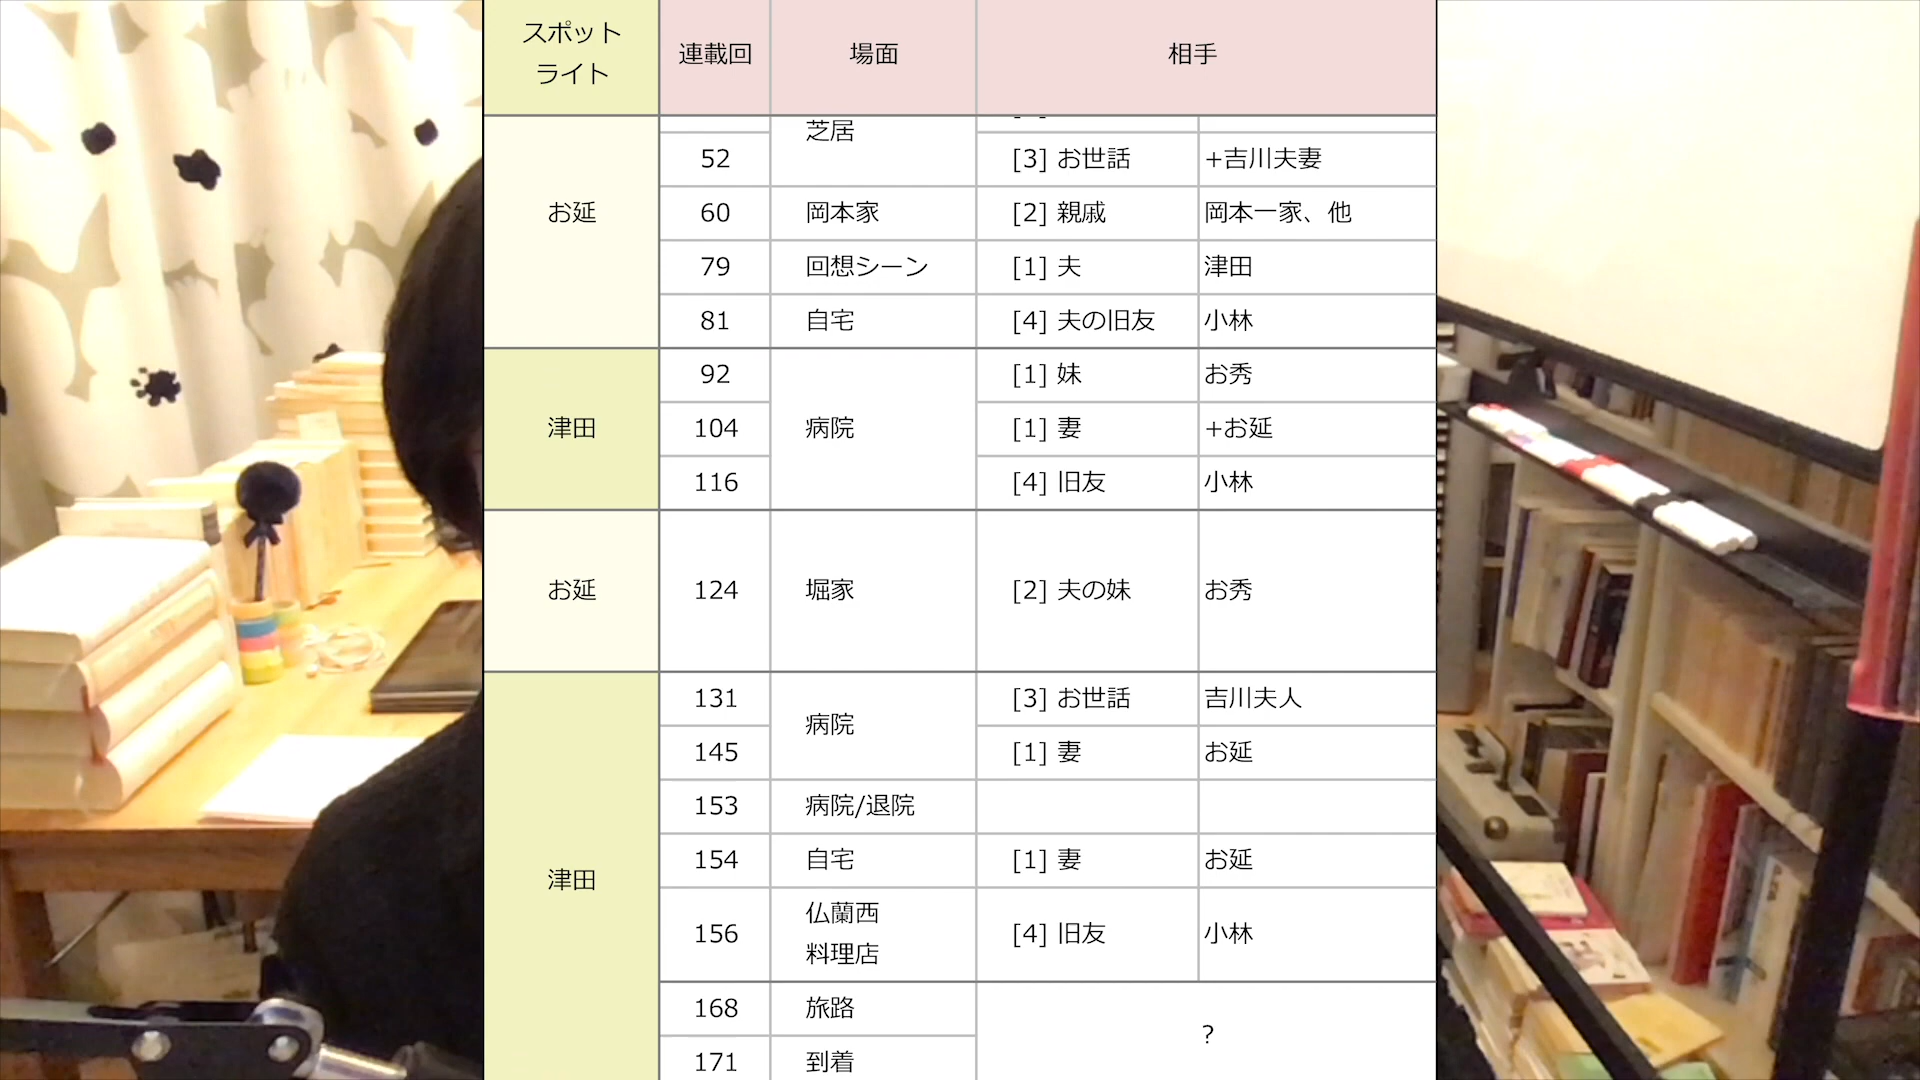 スポット
ライト
連載回
場面
相手
お延
芝居
52
[3] お世話
+吉川夫妻
60
岡本家
[2] 親戚
岡本一家、他
79
回想シーン
[1] 夫
津田
81
自宅
[4] 夫の旧友
小林
津田
92
病院
[1] 妹
お秀
104
[1] 妻
+お延
116
[4] 旧友
小林
お延
124
堀家
[2] 夫の妹
お秀
津田
131
病院
[3] お世話
吉川夫人
145
[1] 妻
お延
153
病院/退院
154
自宅
[1] 妻
お延
156
仏蘭西
料理店
[4] 旧友
小林
168
旅路
?
171
到着